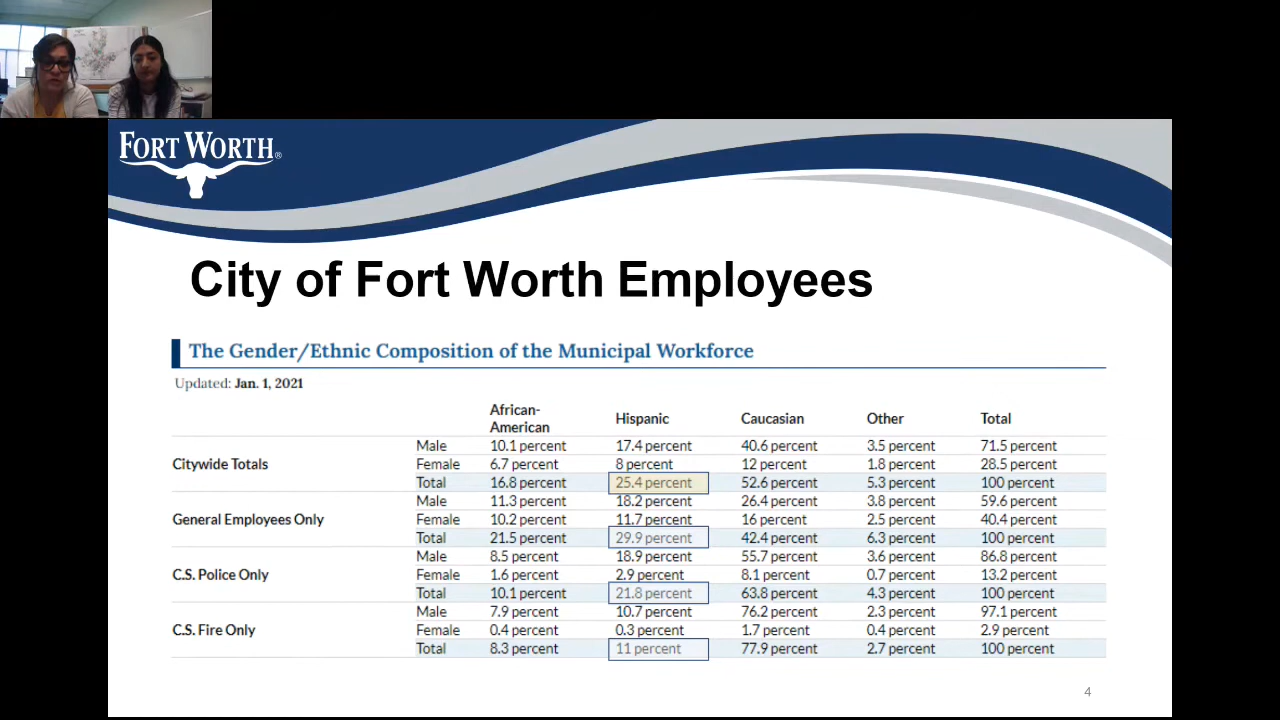 FORT WORTH®
City of Fort Worth Employees
The Gender/Ethnic Composition of the Municipal Workforce
Updated: Jan. 1, 2021
African-American Hispanic Caucasian Other Total
Citywide Totals
Male 10.1 percent 17.4 percent 40.6 percent 3.5 percent 71.5 percent
Female 6.7 percent 8 percent 12 percent 1.8 percent 28.5 percent
Total 16.8 percent 25.4 percent 52.6 percent 5.3 percent 100 percent
General Employees Only
Male 11.3 percent 18.2 percent 26.4 percent 3.8 percent 59.6 percent
Female 10.2 percent 11.7 percent 16 percent 2.5 percent 40.4 percent
Total 21.5 percent 29.9 percent 42.4 percent 6.3 percent 100 percent
C.S. Police Only
Male 8.5 percent 18.9 percent 55.7 percent 3.6 percent 86.8 percent
Female 1.6 percent 2.9 percent 8.1 percent 0.7 percent 13.2 percent
Total 10.1 percent 21.8 percent 63.8 percent 4.3 percent 100 percent
C.S. Fire Only
Male 7.9 percent 10.7 percent 76.2 percent 2.3 percent 97.1 percent
Female 0.4 percent 0.3 percent 1.7 percent 0.4 percent 2.9 percent
Total 8.3 percent 11 percent 77.9 percent 2.7 percent 100 percent
4